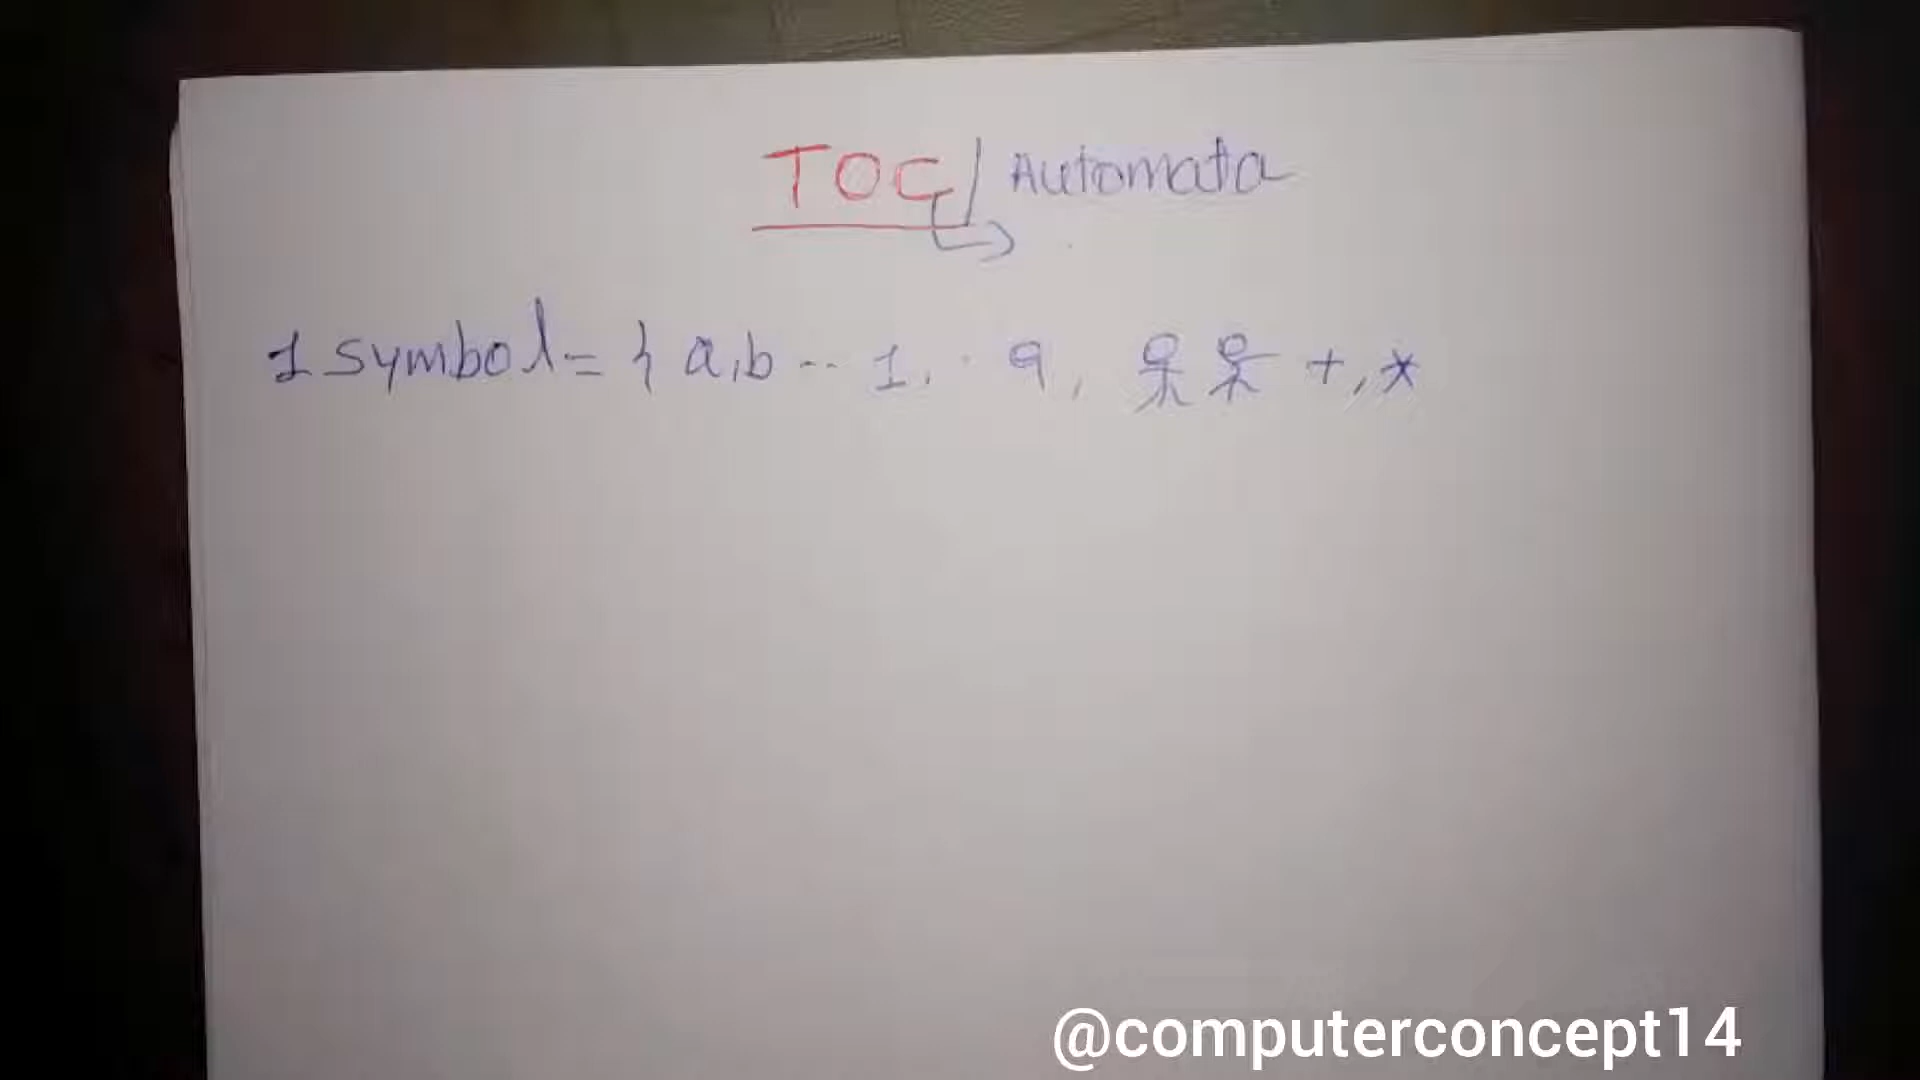 TOC / Automata
1 symbol = { a, b -- 1, . 9, +, *
@computerconcept14